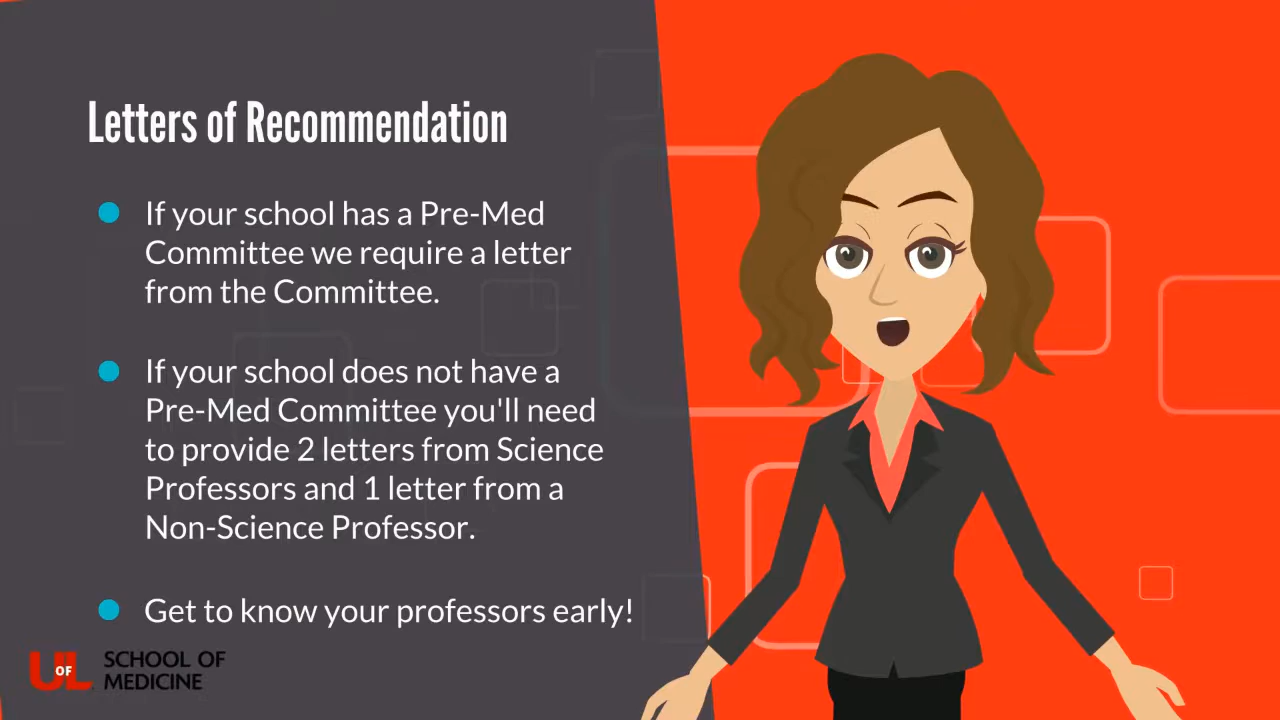 Letters of Recommendation
If your school has a Pre-Med
Committee we require a letter
from the Committee.
If your school does not have a
Pre-Med Committee you'll need
to provide 2 letters from Science
Professors and 1 letter from a
Non-Science Professor.
Get to know your professors early!
UofL SCHOOL OF
MEDICINE